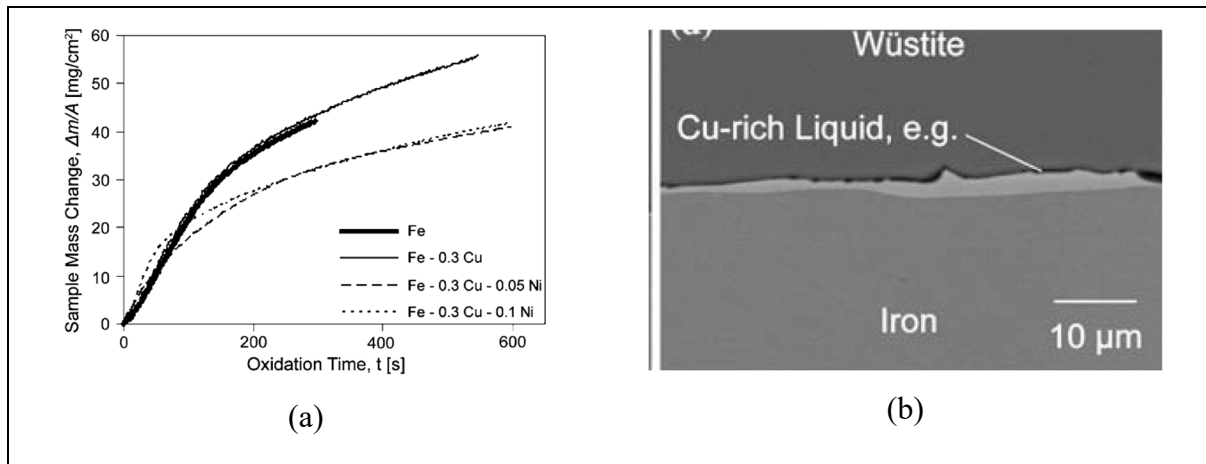 60
50
40
30
20
10
0
Sample Mass Change, Δm/A [mg/cm²]
Fe
Fe - 0.3 Cu
Fe - 0.3 Cu - 0.05 Ni
Fe - 0.3 Cu - 0.1 Ni
0 200 400 600
Oxidation Time, t [s]
(a)
Wüstite
Cu-rich Liquid, e.g.
Iron
10 μm
(b)